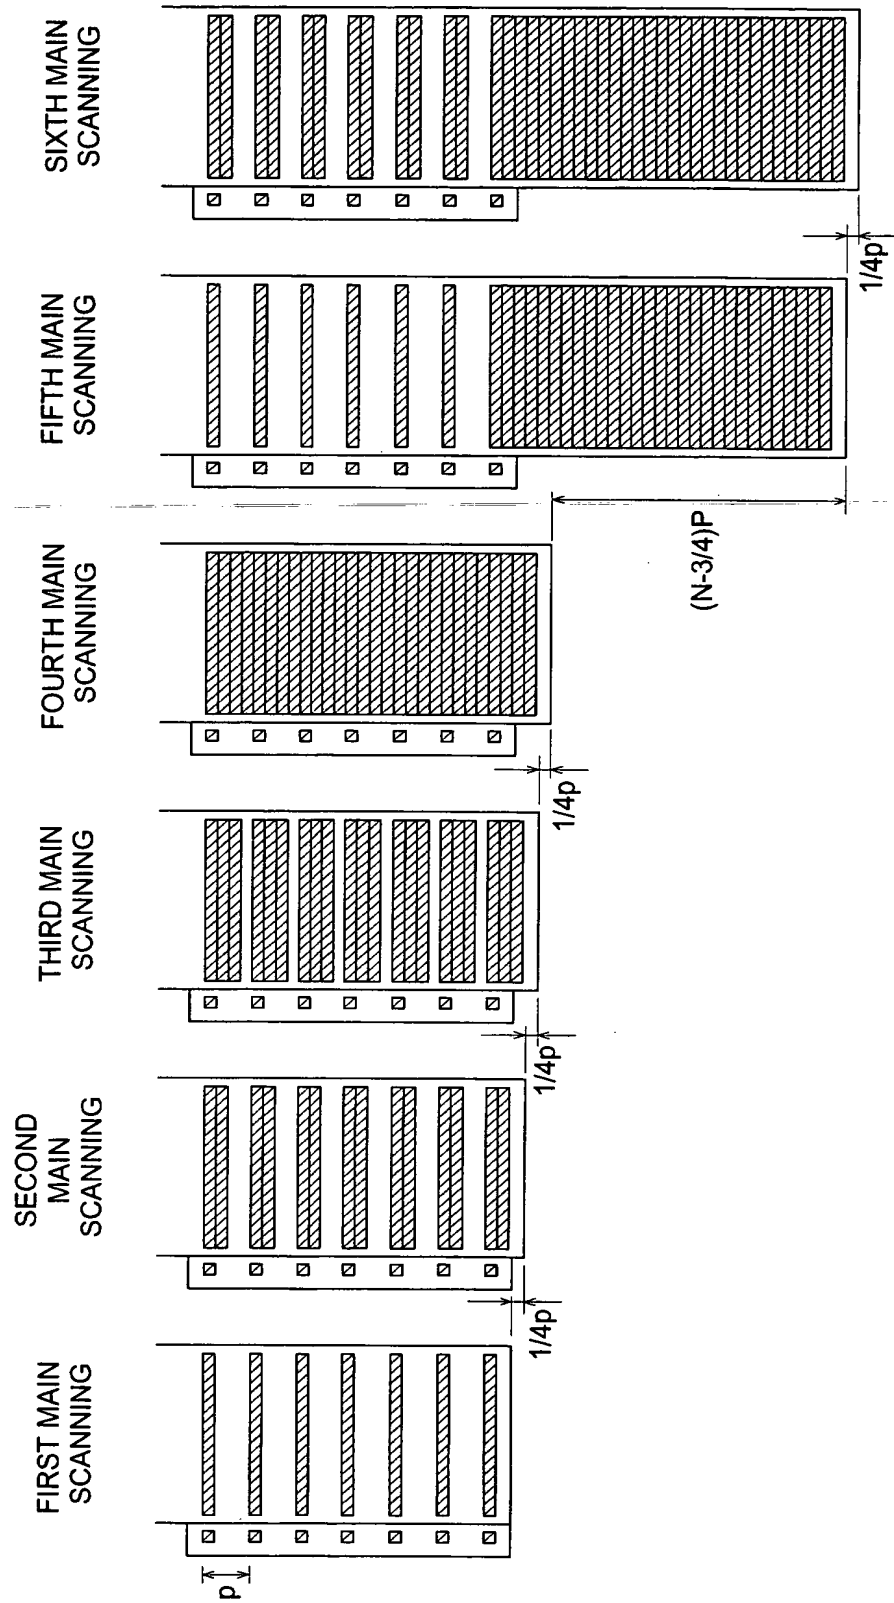 FIRST MAIN
SCANNING
SECOND
MAIN
SCANNING
THIRD MAIN
SCANNING
FOURTH MAIN
SCANNING
FIFTH MAIN
SCANNING
SIXTH MAIN
SCANNING
p
1/4p
1/4p
1/4p
(N-3/4)P
1/4p